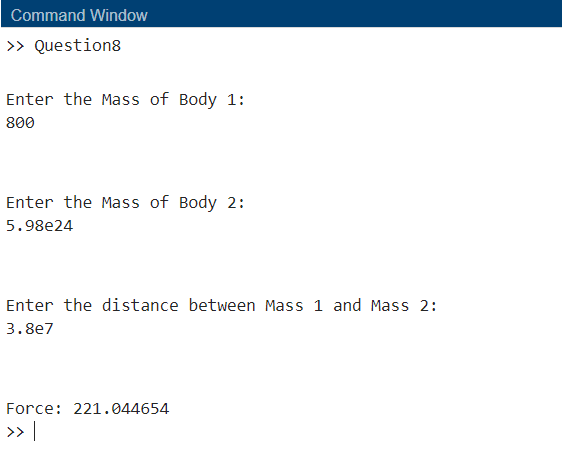 Command Window
>> Question8
Enter the Mass of Body 1:
800
Enter the Mass of Body 2:
5.98e24
Enter the distance between Mass 1 and Mass 2:
3.8e7
Force: 221.044654
>>